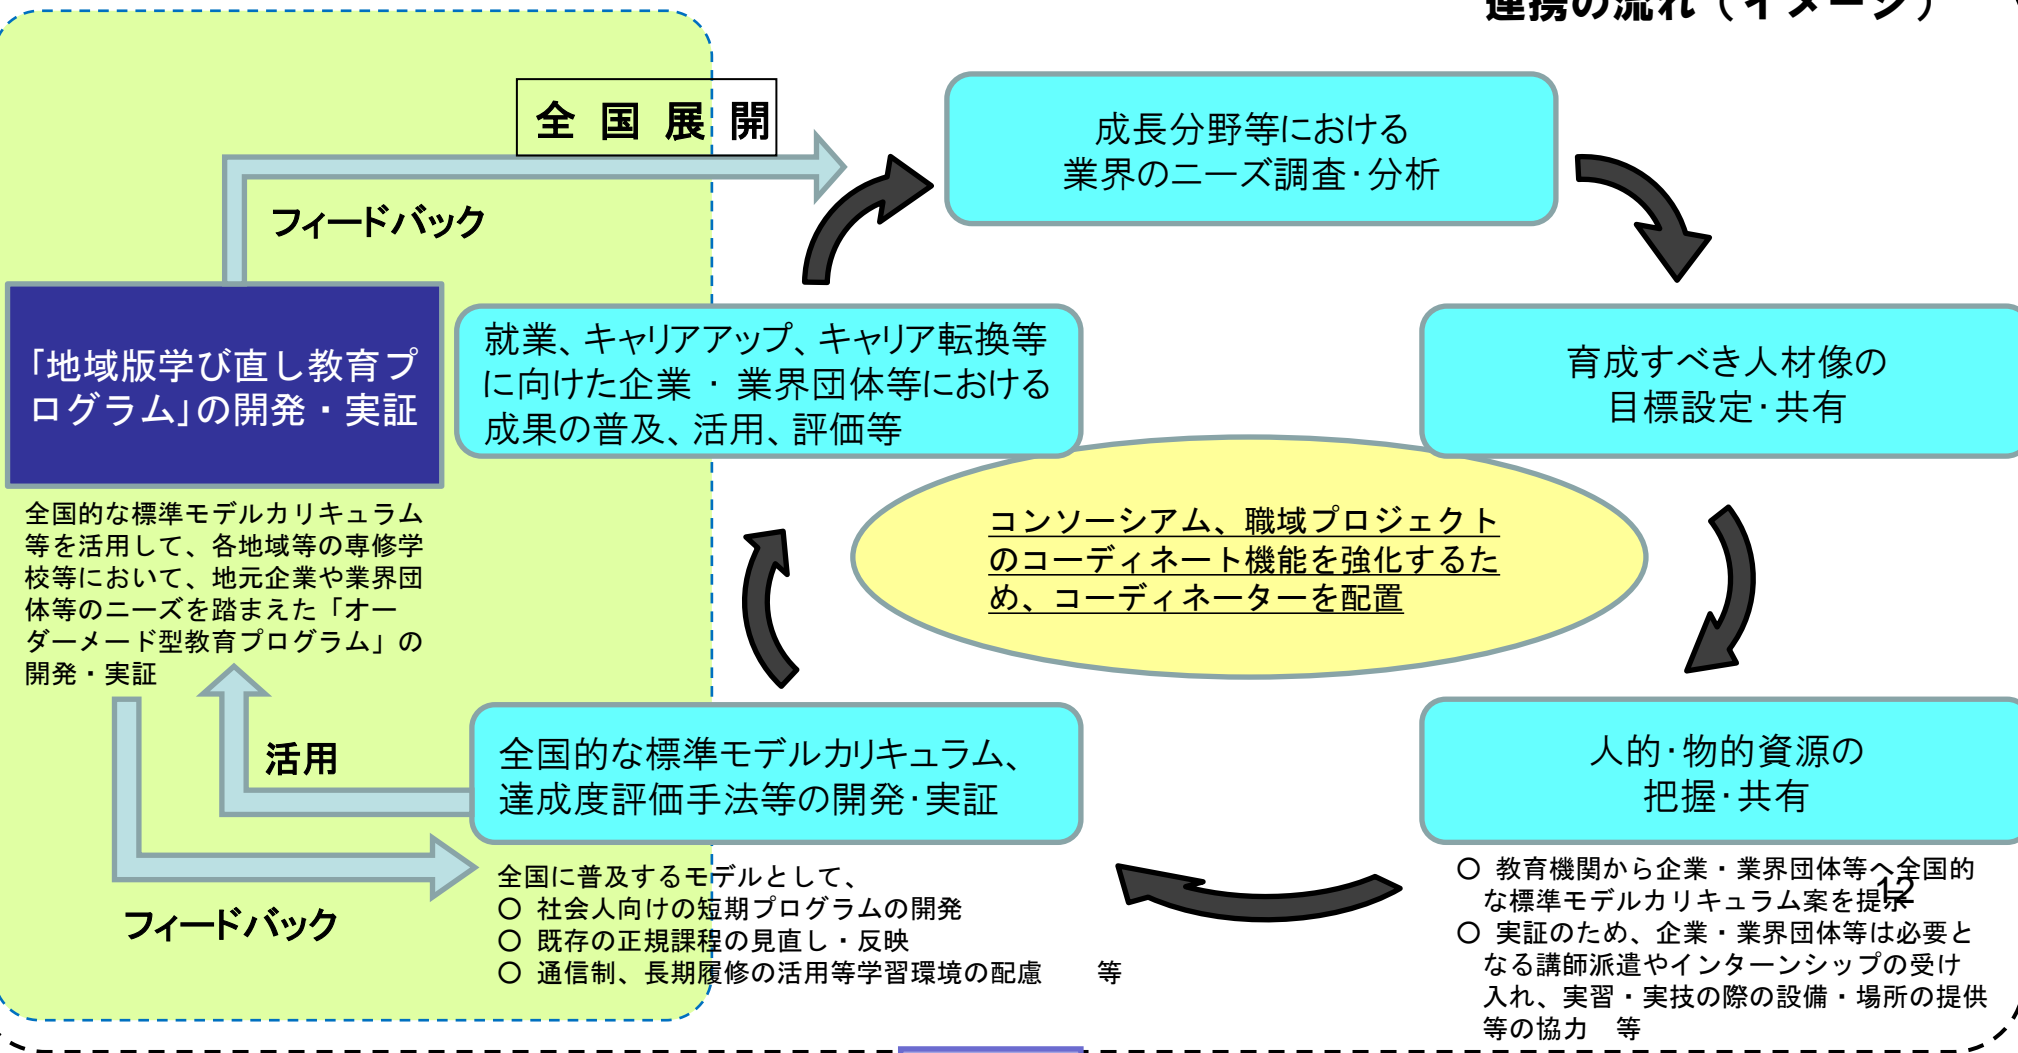 連携の流れ（イメージ）
全国展開
フィードバック
成長分野等における
業界のニーズ調査・分析
「地域版学び直し教育プ
ログラム」の開発・実証
就業、キャリアアップ、キャリア転換等
に向けた企業・業界団体等における
成果の普及、活用、評価等
育成すべき人材像の
目標設定・共有
全国的な標準モデルカリキュラム
等を活用して、各地域等の専修学
校等において、地元企業や業界団
体等のニーズを踏まえた「オー
ダーメード型教育プログラム」の
開発・実証
コンソーシアム、職域プロジェクト
のコーディネート機能を強化するた
め、コーディネーターを配置
活用
全国的な標準モデルカリキュラム、
達成度評価手法等の開発・実証
人的・物的資源の
把握・共有
フィードバック
全国に普及するモデルとして、
○ 社会人向けの短期プログラムの開発
○ 既存の正規課程の見直し・反映
○ 通信制、長期履修の活用等学習環境の配慮　　等
○ 教育機関から企業・業界団体等へ全国的
な標準モデルカリキュラム案を提示
12
○ 実証のため、企業・業界団体等は必要と
なる講師派遣やインターンシップの受け
入れ、実習・実技の際の設備・場所の提供
等の協力　等